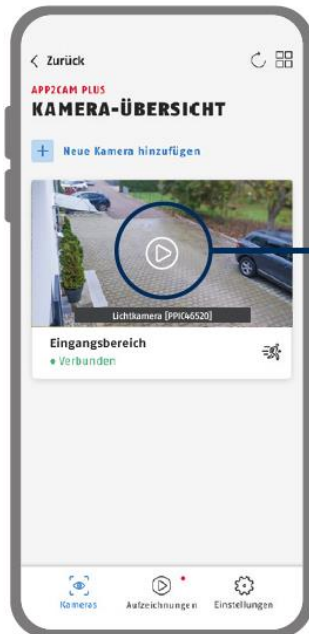 Zurück
APP2CAM PLUS
KAMERA-ÜBERSICHT
Neue Kamera hinzufügen
Lichtkamera [PPIC46520]
Eingangsbereich
Verbunden
Kameras Aufzeichnungen Einstellungen